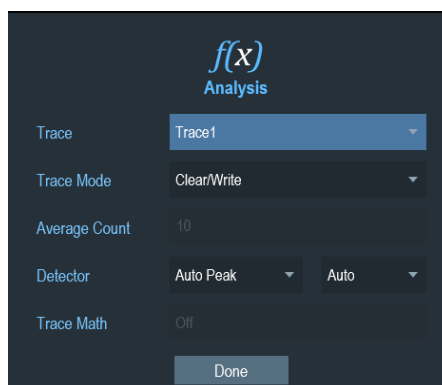 f(x)
Analysis
Trace Trace1
Trace Mode Clear/Write
Average Count 10
Detector Auto Peak Auto
Trace Math Off
Done